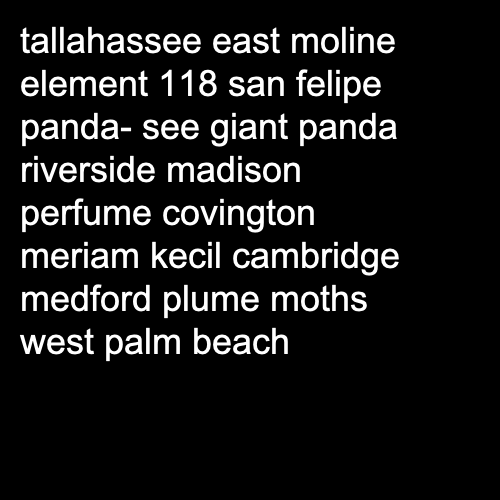 tallahassee east moline
element 118 san felipe
panda- see giant panda
riverside madison
perfume covington
meriam kecil cambridge
medford plume moths
west palm beach